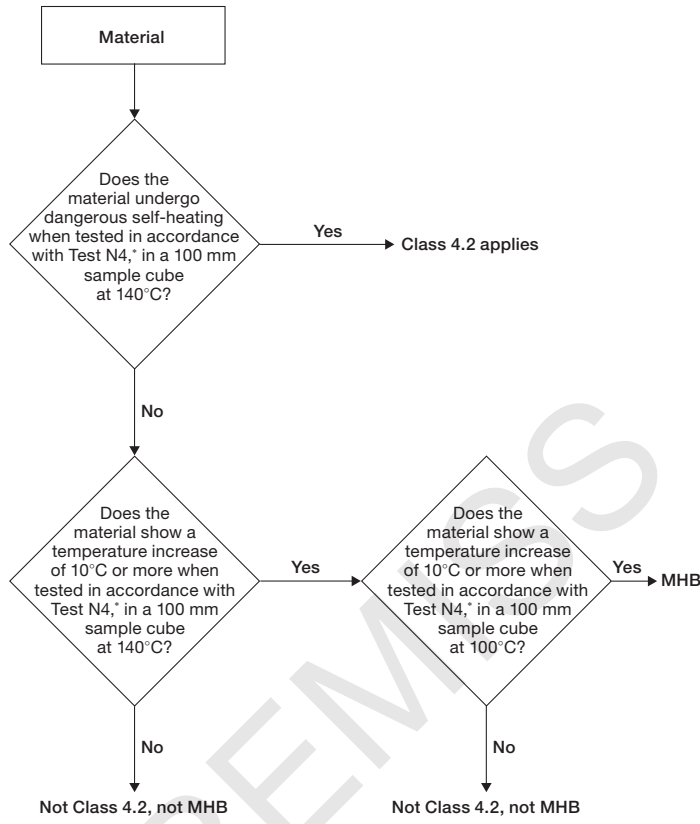 Material
Does the
material undergo
dangerous self-heating
when tested in accordance
with Test N4,* in a 100 mm
sample cube
at 140°C?
Yes
Class 4.2 applies
No
Does the
material show a
temperature increase
of 10°C or more when
tested in accordance with
Test N4,* in a 100 mm
sample cube
at 140°C?
Yes
Does the
material show a
temperature increase
of 10°C or more when
tested in accordance with
Test N4,* in a 100 mm
sample cube
at 100°C?
Yes
MHB
No
No
Not Class 4.2, not MHB
Not Class 4.2, not MHB
REMISS